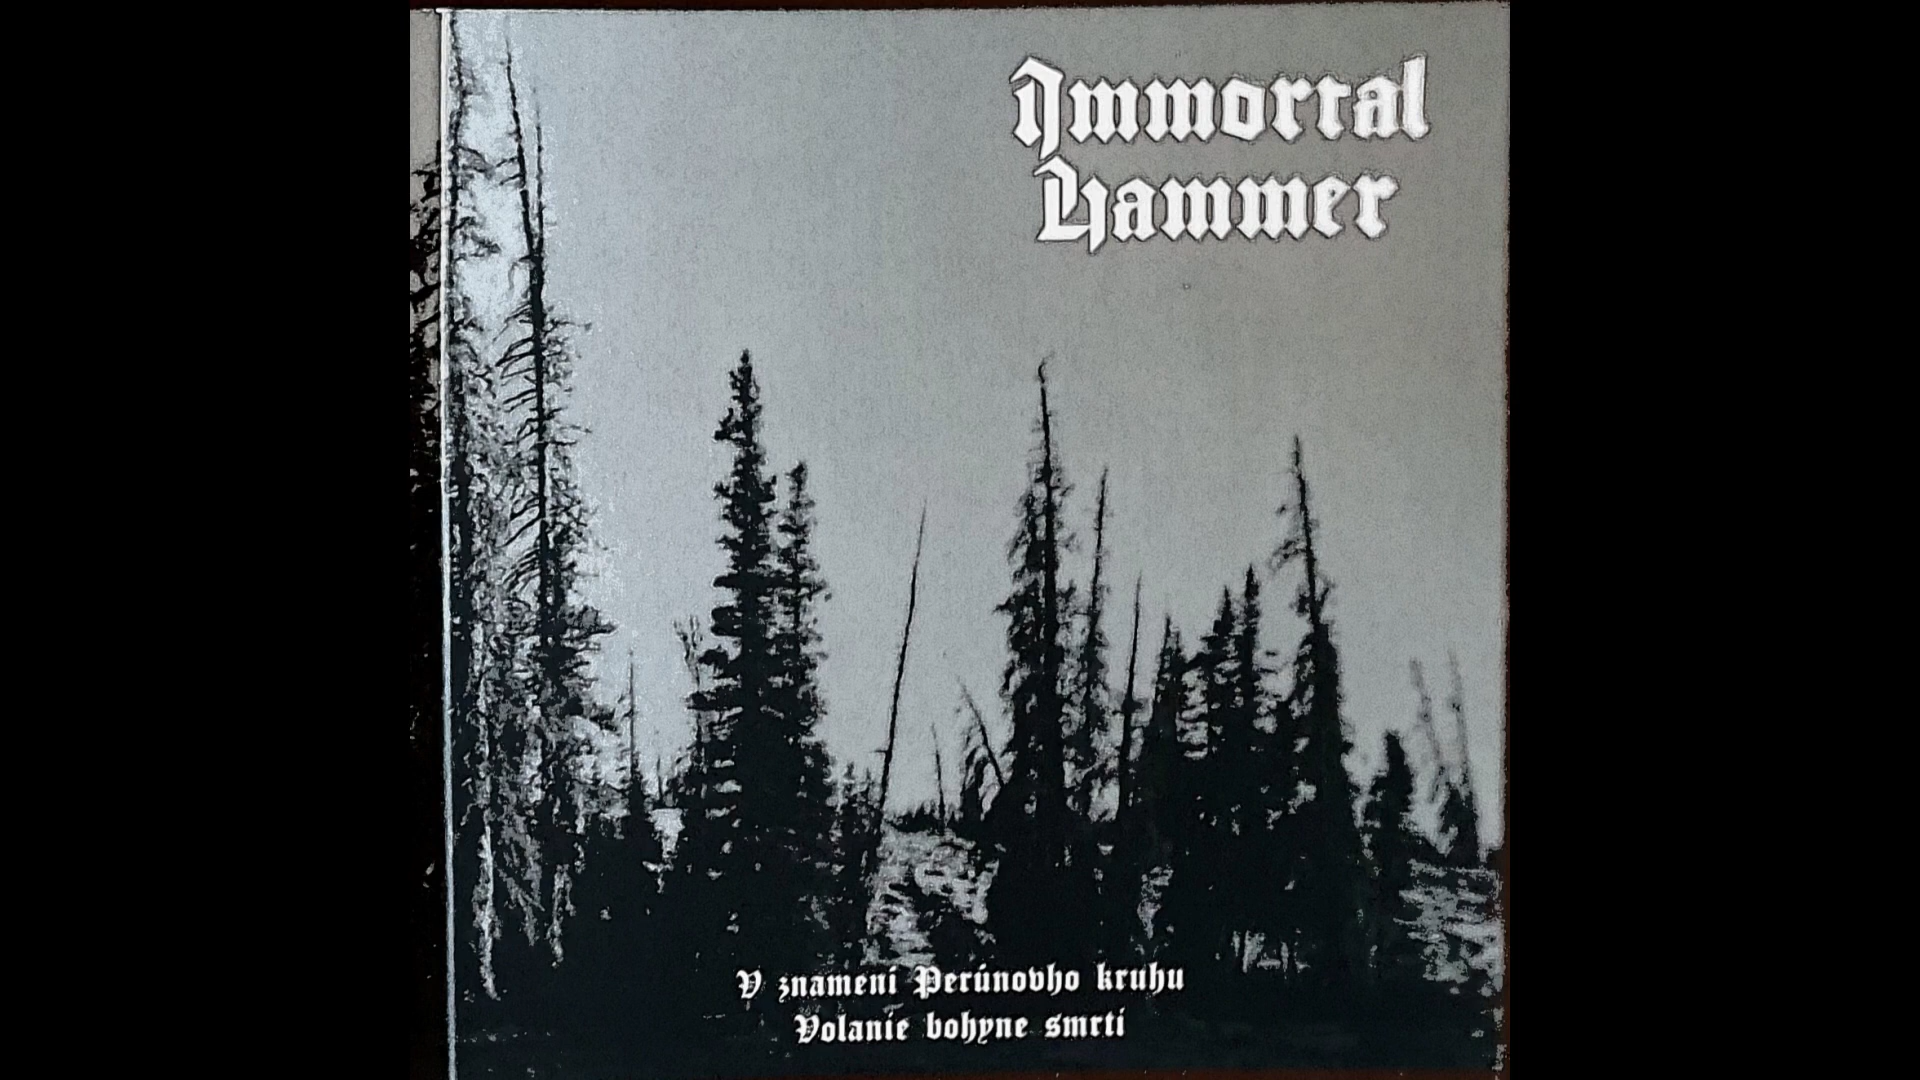 Immortal
Hammer
V znamení Perúnovho kruhu
Volanie bohyne smrti